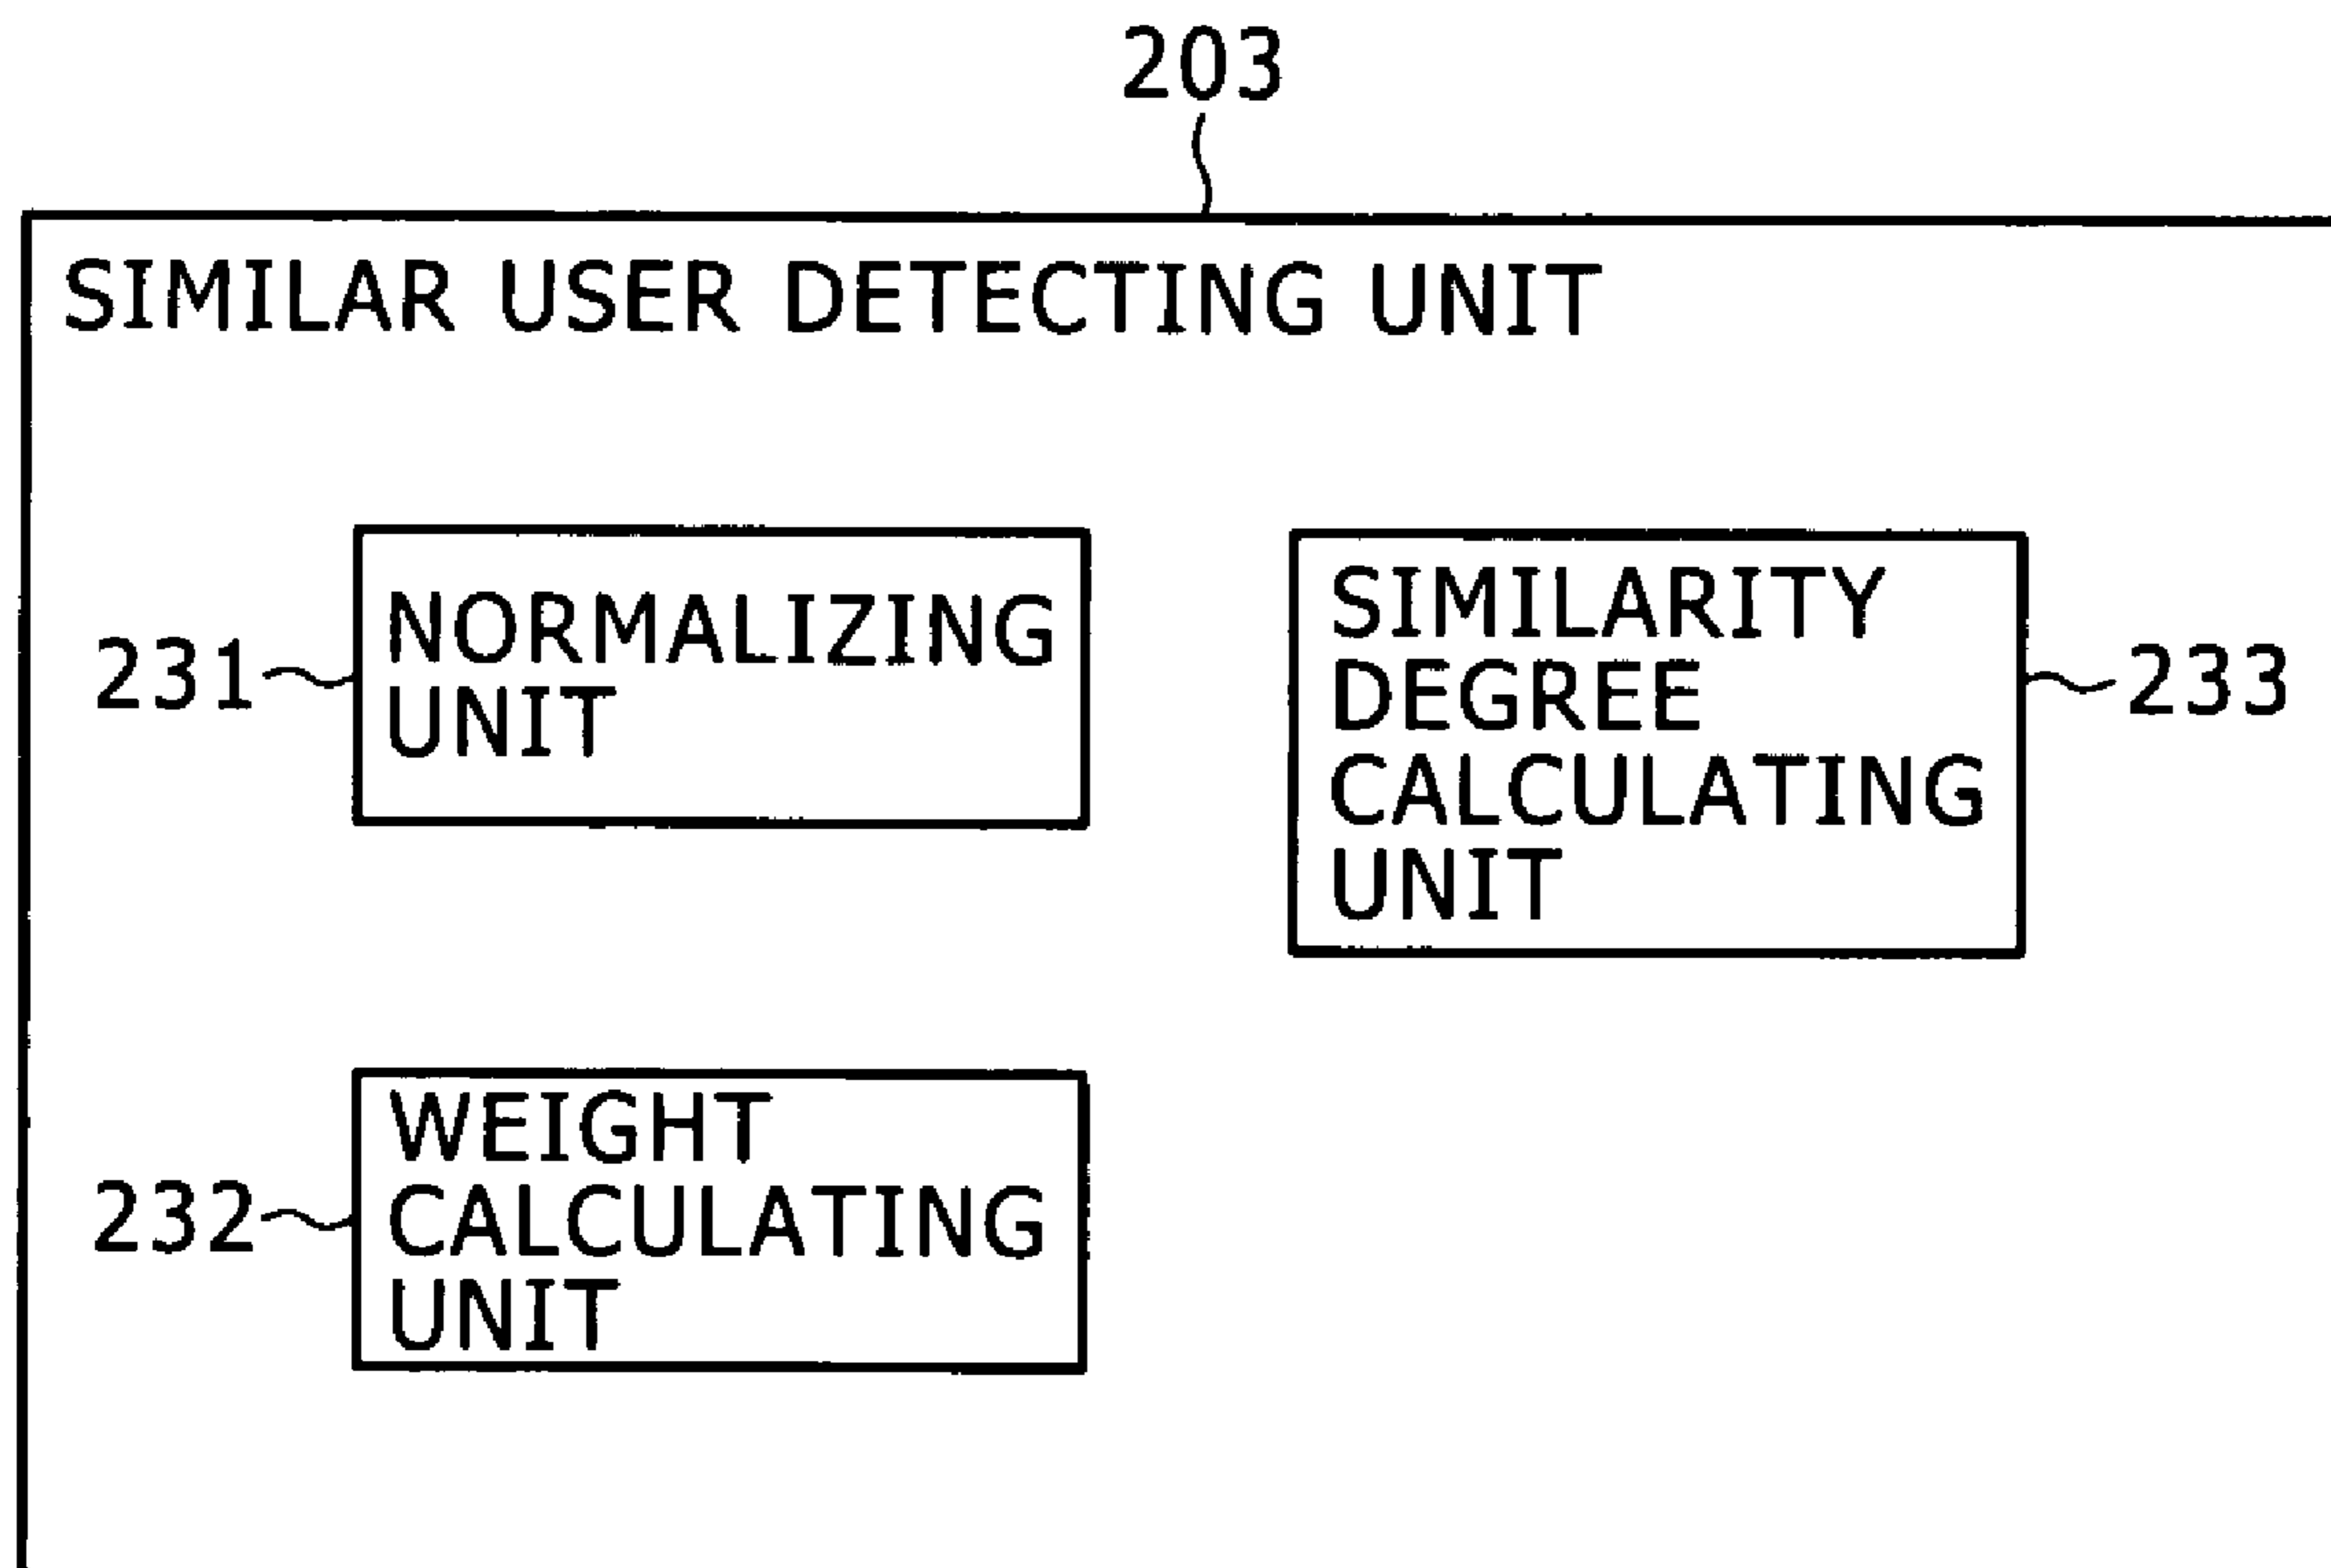 203
SIMILAR USER DETECTING UNIT
231
NORMALIZING
UNIT
SIMILARITY
DEGREE
CALCULATING
UNIT
233
232
WEIGHT
CALCULATING
UNIT